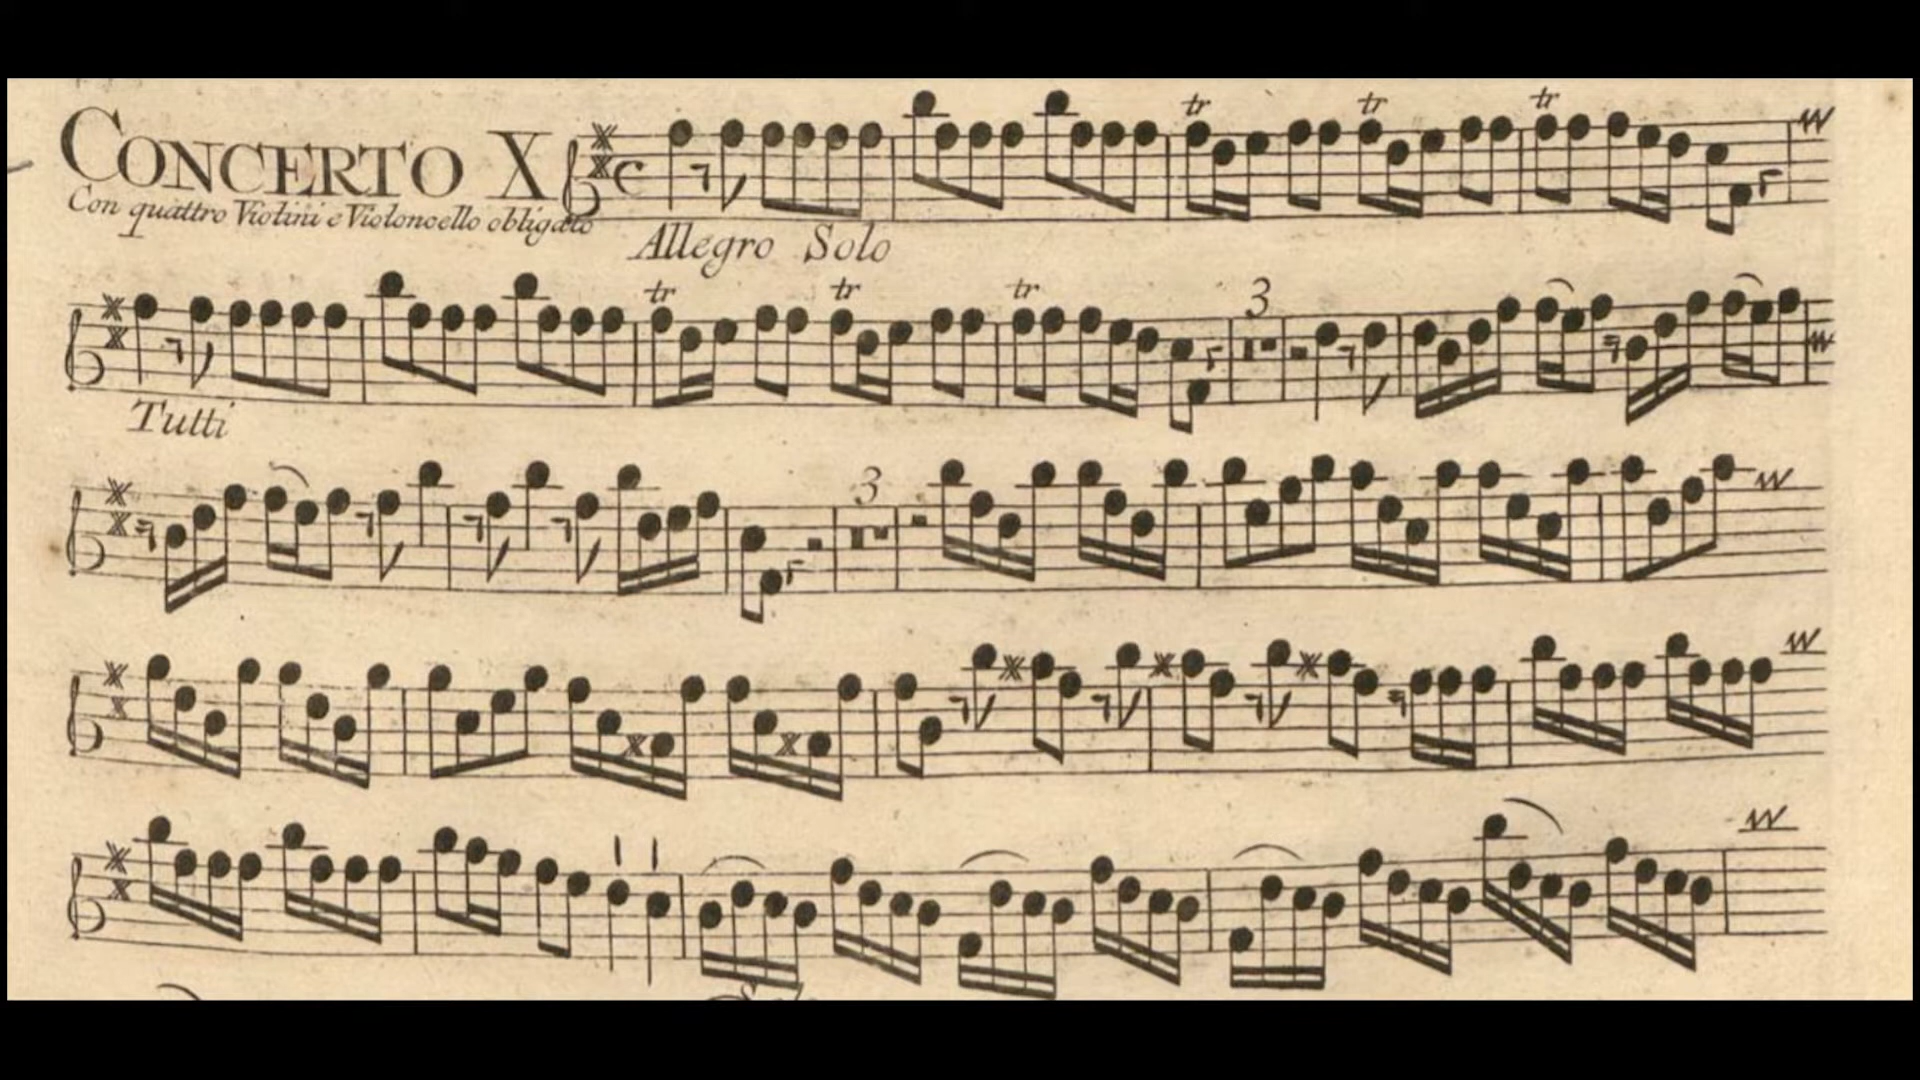 CONCERTO X
Con quattro Violini e Violoncello obligato
tr tr tr
Allegro Solo
tr tr tr 3
Tutti
3